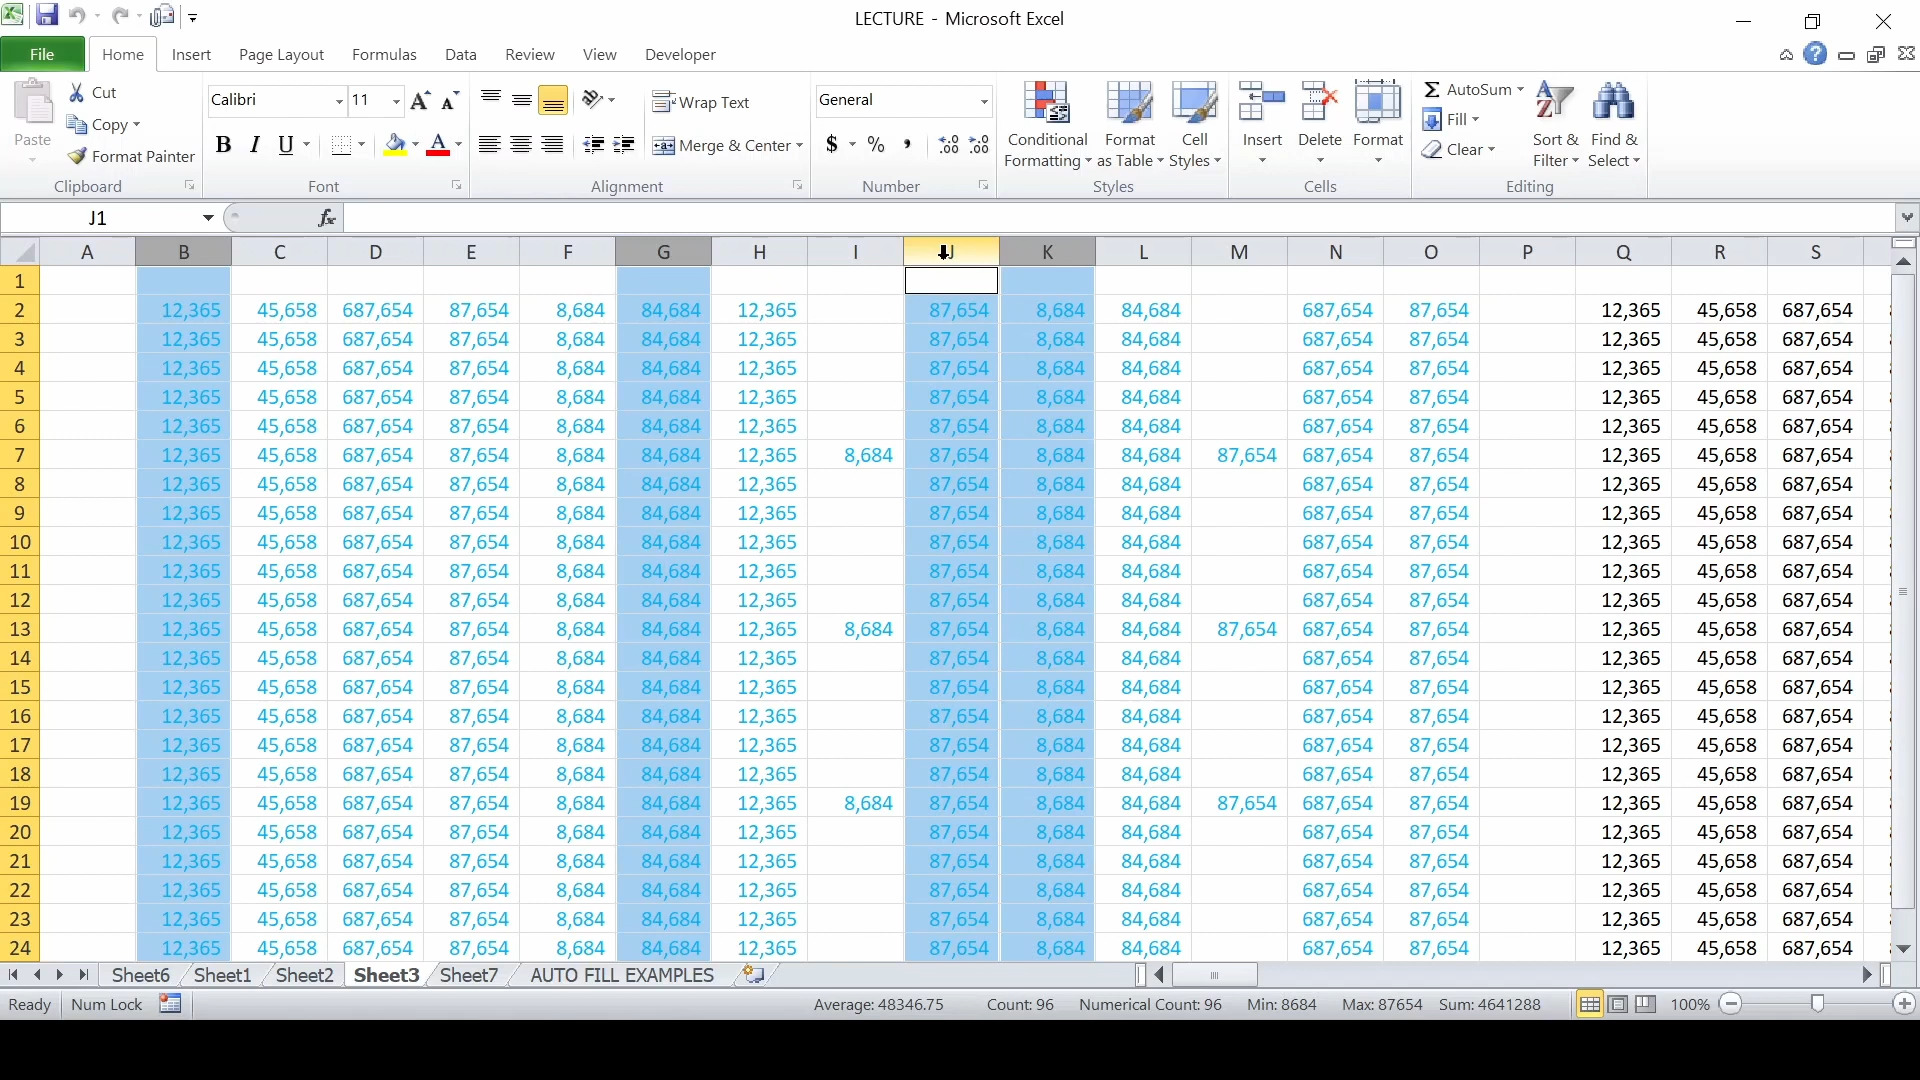 LECTURE - Microsoft Excel
File Home Insert Page Layout Formulas Data Review View Developer
Paste Cut Copy Format Painter Clipboard
Calibri 11 B I U Font
Wrap Text Merge & Center Alignment
General $ % , Number
Conditional Formatting Format as Table Cell Styles Styles
Insert Delete Format Cells
AutoSum Fill Clear Sort & Filter Find & Select Editing
J1 fx
A B C D E F G H I J K L M N O P Q R S
1
2 12,365 45,658 687,654 87,654 8,684 84,684 12,365 87,654 8,684 84,684 687,654 87,654 12,365 45,658 687,654
3 12,365 45,658 687,654 87,654 8,684 84,684 12,365 87,654 8,684 84,684 687,654 87,654 12,365 45,658 687,654
4 12,365 45,658 687,654 87,654 8,684 84,684 12,365 87,654 8,684 84,684 687,654 87,654 12,365 45,658 687,654
5 12,365 45,658 687,654 87,654 8,684 84,684 12,365 87,654 8,684 84,684 687,654 87,654 12,365 45,658 687,654
6 12,365 45,658 687,654 87,654 8,684 84,684 12,365 87,654 8,684 84,684 687,654 87,654 12,365 45,658 687,654
7 12,365 45,658 687,654 87,654 8,684 84,684 12,365 8,684 87,654 8,684 84,684 87,654 687,654 87,654 12,365 45,658 687,654
8 12,365 45,658 687,654 87,654 8,684 84,684 12,365 87,654 8,684 84,684 687,654 87,654 12,365 45,658 687,654
9 12,365 45,658 687,654 87,654 8,684 84,684 12,365 87,654 8,684 84,684 687,654 87,654 12,365 45,658 687,654
10 12,365 45,658 687,654 87,654 8,684 84,684 12,365 87,654 8,684 84,684 687,654 87,654 12,365 45,658 687,654
11 12,365 45,658 687,654 87,654 8,684 84,684 12,365 87,654 8,684 84,684 687,654 87,654 12,365 45,658 687,654
12 12,365 45,658 687,654 87,654 8,684 84,684 12,365 87,654 8,684 84,684 687,654 87,654 12,365 45,658 687,654
13 12,365 45,658 687,654 87,654 8,684 84,684 12,365 8,684 87,654 8,684 84,684 87,654 687,654 87,654 12,365 45,658 687,654
14 12,365 45,658 687,654 87,654 8,684 84,684 12,365 87,654 8,684 84,684 687,654 87,654 12,365 45,658 687,654
15 12,365 45,658 687,654 87,654 8,684 84,684 12,365 87,654 8,684 84,684 687,654 87,654 12,365 45,658 687,654
16 12,365 45,658 687,654 87,654 8,684 84,684 12,365 87,654 8,684 84,684 687,654 87,654 12,365 45,658 687,654
17 12,365 45,658 687,654 87,654 8,684 84,684 12,365 87,654 8,684 84,684 687,654 87,654 12,365 45,658 687,654
18 12,365 45,658 687,654 87,654 8,684 84,684 12,365 87,654 8,684 84,684 687,654 87,654 12,365 45,658 687,654
19 12,365 45,658 687,654 87,654 8,684 84,684 12,365 8,684 87,654 8,684 84,684 87,654 687,654 87,654 12,365 45,658 687,654
20 12,365 45,658 687,654 87,654 8,684 84,684 12,365 87,654 8,684 84,684 687,654 87,654 12,365 45,658 687,654
21 12,365 45,658 687,654 87,654 8,684 84,684 12,365 87,654 8,684 84,684 687,654 87,654 12,365 45,658 687,654
22 12,365 45,658 687,654 87,654 8,684 84,684 12,365 87,654 8,684 84,684 687,654 87,654 12,365 45,658 687,654
23 12,365 45,658 687,654 87,654 8,684 84,684 12,365 87,654 8,684 84,684 687,654 87,654 12,365 45,658 687,654
24 12,365 45,658 687,654 87,654 8,684 84,684 12,365 87,654 8,684 84,684 687,654 87,654 12,365 45,658 687,654
Sheet6 Sheet1 Sheet2 Sheet3 Sheet7 AUTO FILL EXAMPLES
Ready Num Lock Average: 48346.75 Count: 96 Numerical Count: 96 Min: 8684 Max: 87654 Sum: 4641288 100%